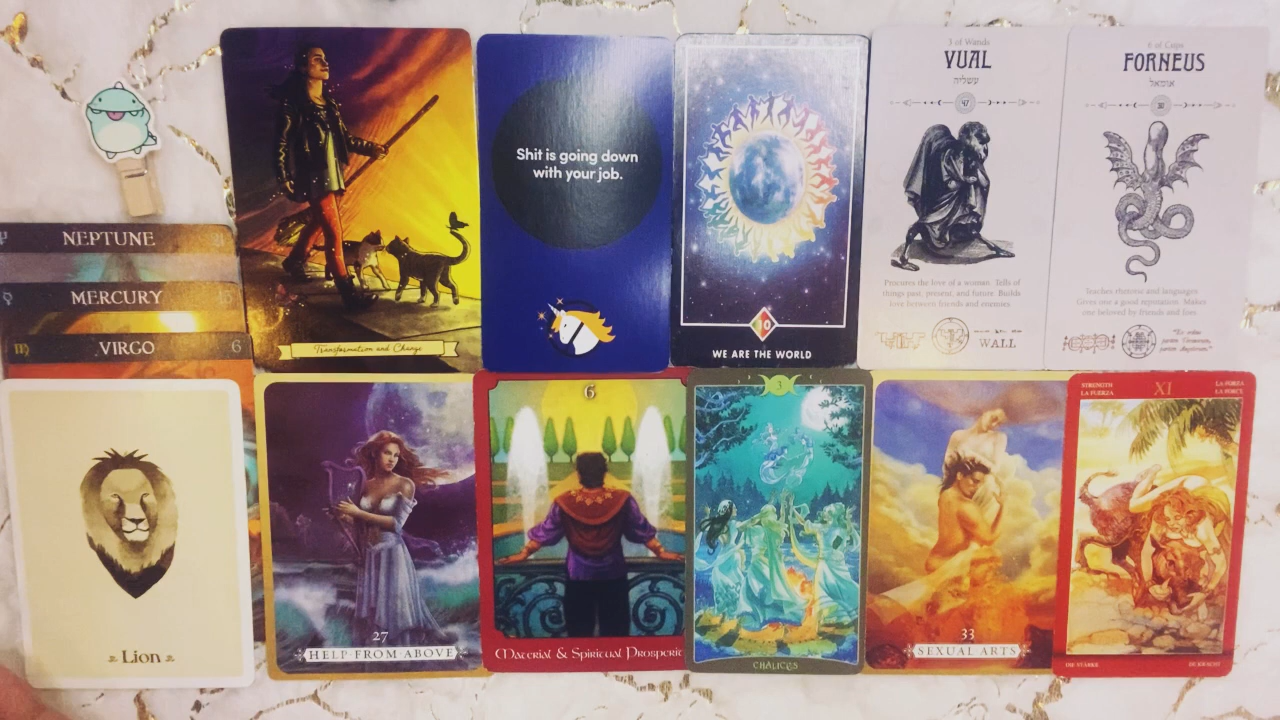 NEPTUNE
21
MERCURY
VIRGO
6
Transformation and Change
Shit is going down
with your job.
10
WE ARE THE WORLD
3 of Wands
VUAL
47
Procures the love of a woman. Tells of
things past, present, and future. Builds
love between friends and enemies
WALL
6 of Cups
FORNEUS
30
Teaches rhetoric and languages
Gives one a good reputation. Makes
one beloved by friends and foes
Lion
27
HELP FROM ABOVE
6
Material & Spiritual Prosperit
3
CHALICES
33
SEXUAL ARTS
STRENGTH
LA FUERZA
XI
LA FORZA
LA FORCE
DIE STÄRKE
DE KRACHT